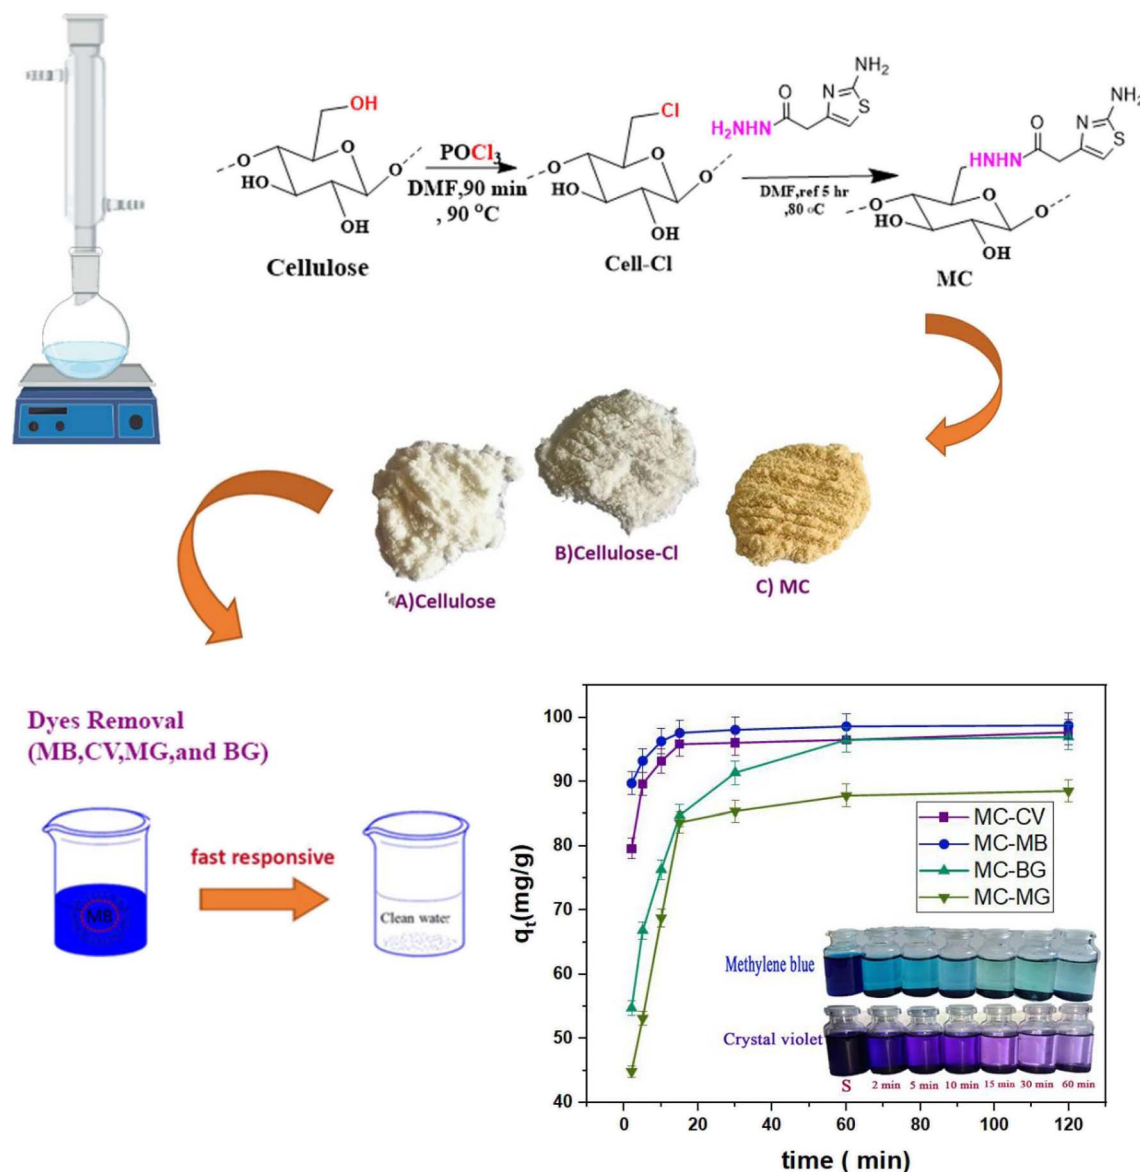 OH
HO
OH
Cellulose
POCl3
DMF,90 min
, 90 °C
Cl
HO
OH
Cell-Cl
H2NHN
O
N
NH2
S
DMF,ref 5 hr
,80 oC
HNHN
O
N
NH2
S
O
O
HO
OH
MC
A)Cellulose
B)Cellulose-Cl
C) MC
Dyes Removal
(MB,CV,MG,and BG)
MB
fast responsive
Clean water
qt(mg/g)
100
90
80
70
60
50
40
MC-CV
MC-MB
MC-BG
MC-MG
Methylene blue
Crystal violet
S 2 min 5 min 10 min 15 min 30 min 60 min
0 20 40 60 80 100 120
time ( min)